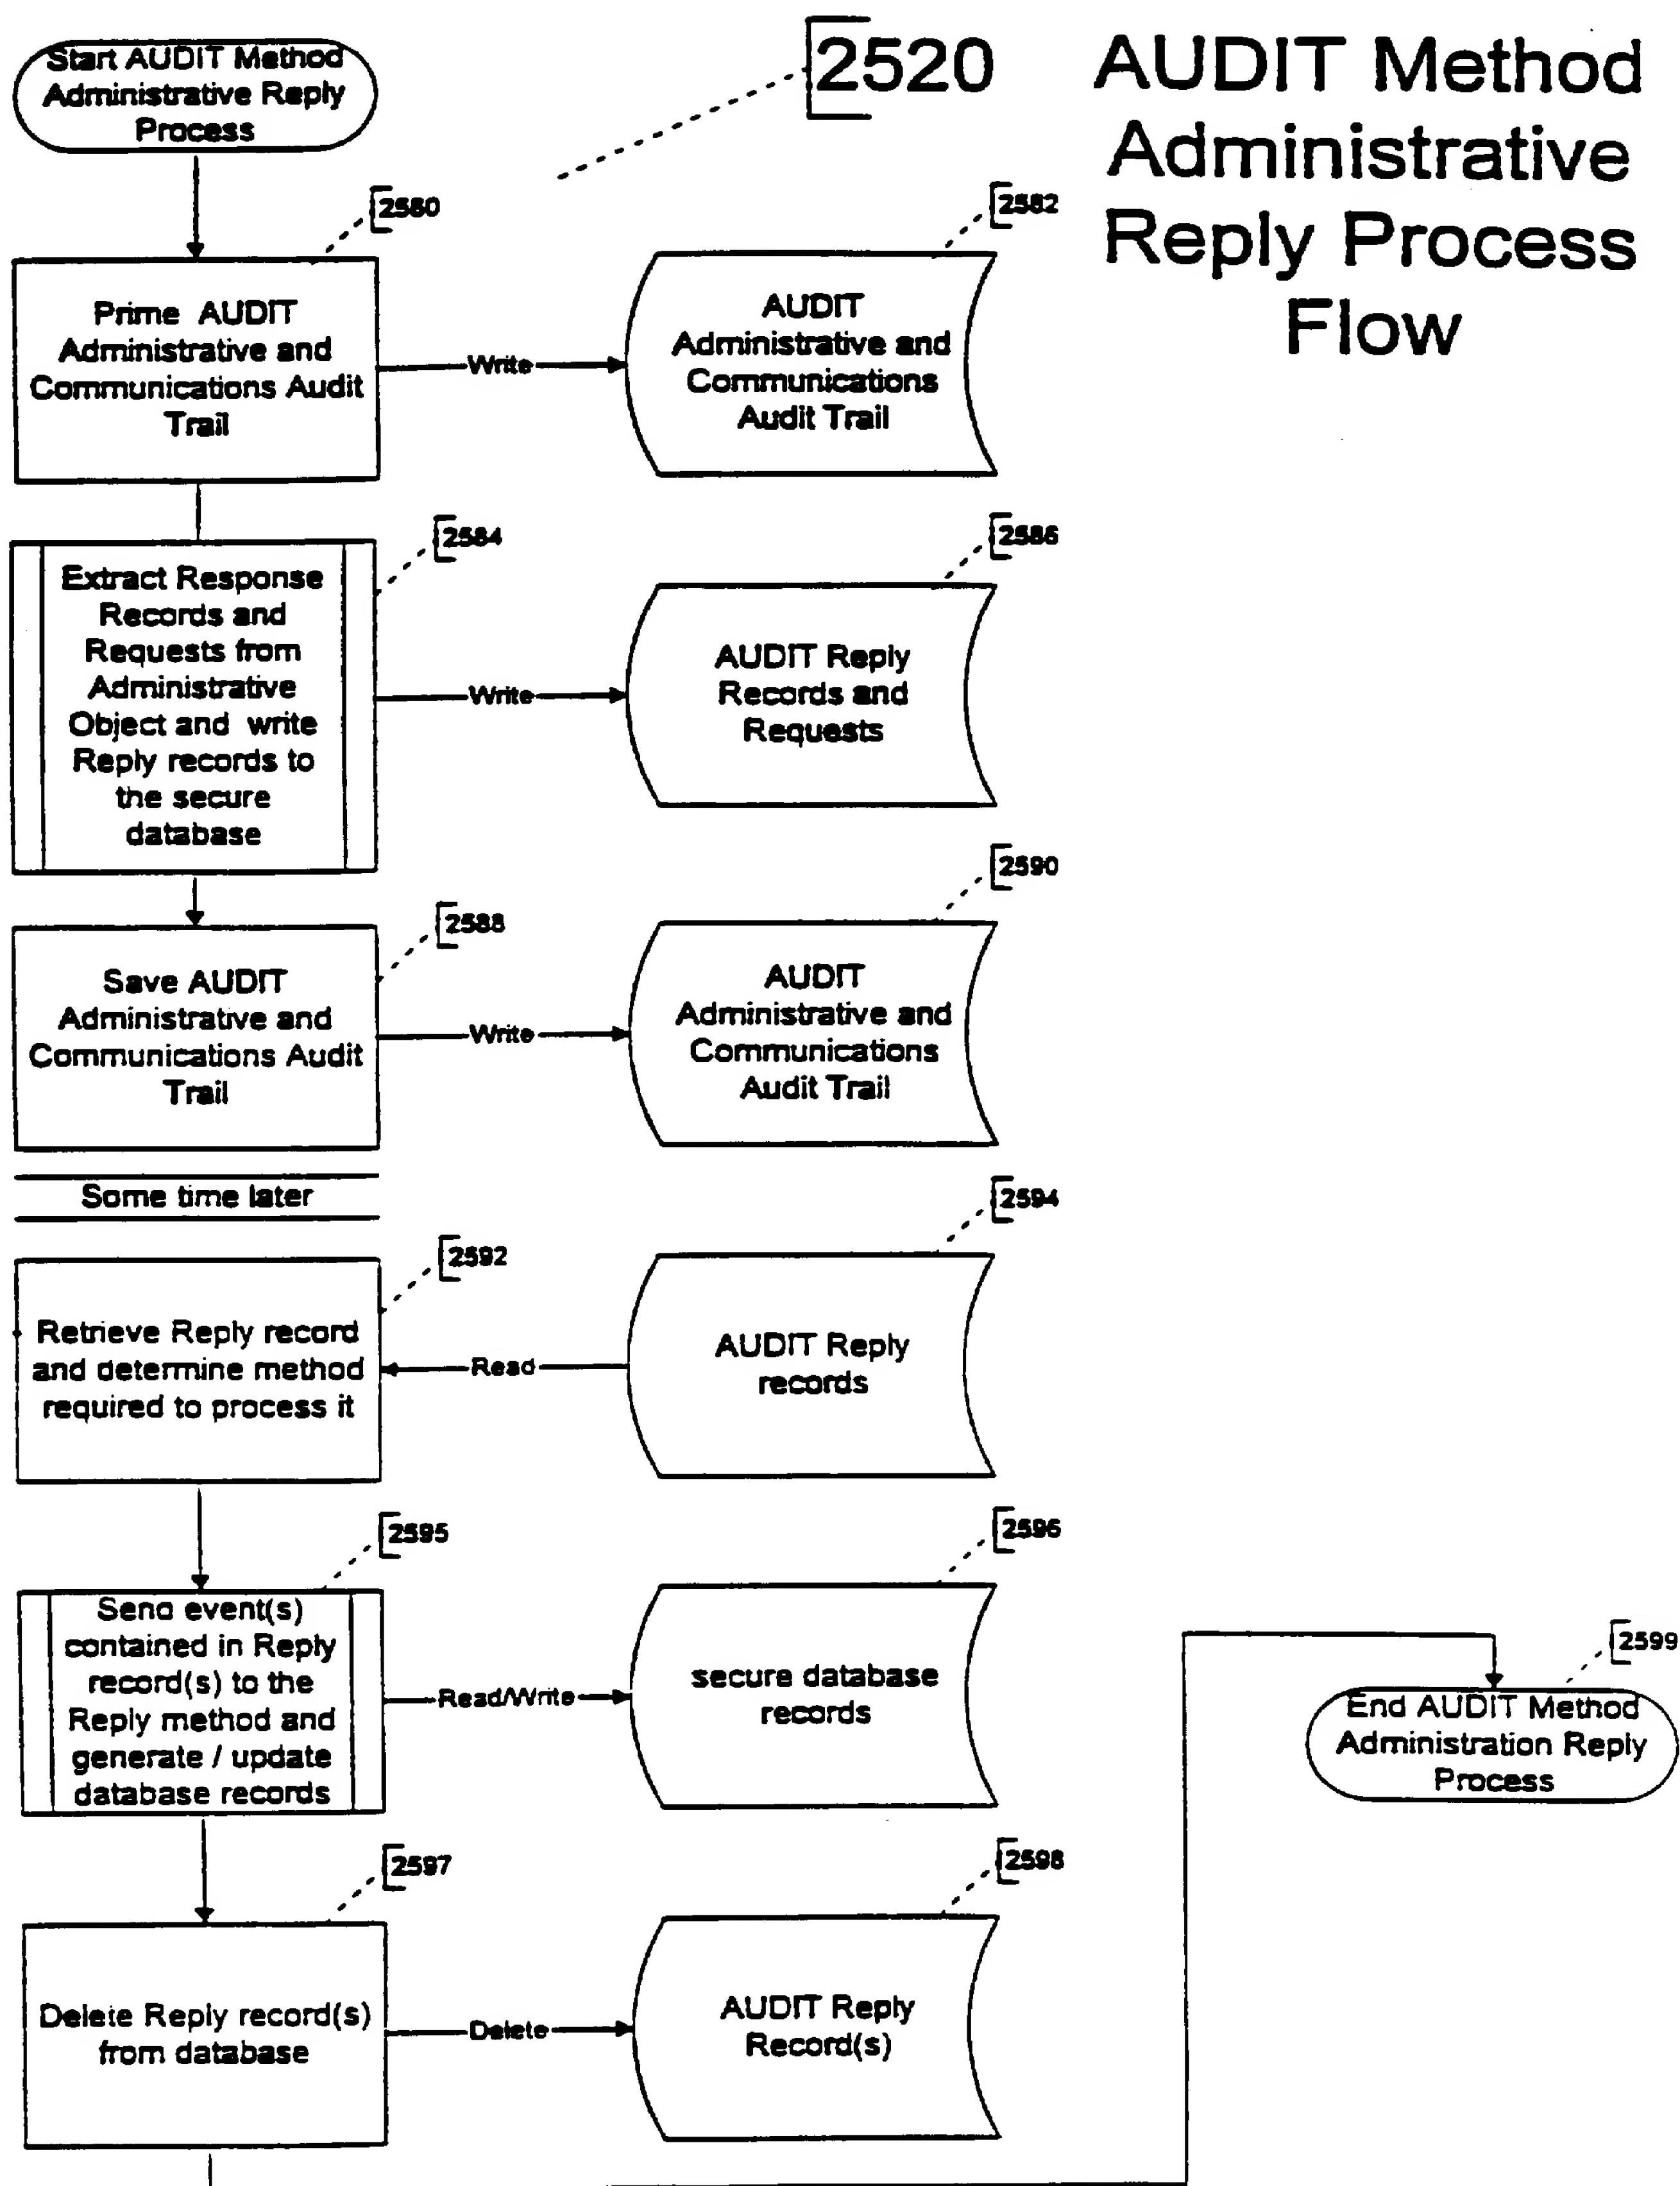 2520
AUDIT Method
Administrative
Reply Process
Flow
Start AUDIT Method
Administrative Reply
Process
2580
2582
Prime AUDIT
Administrative and
Communications Audit
Trail
Write
AUDIT
Administrative and
Communications
Audit Trail
2584
2586
Extract Response
Records and
Requests from
Administrative
Object and write
Reply records to
the secure
database
Write
AUDIT Reply
Records and
Requests
2588
2590
Save AUDIT
Administrative and
Communications Audit
Trail
Write
AUDIT
Administrative and
Communications
Audit Trail
Some time later
2592
2594
Retrieve Reply record
and determine method
required to process it
Read
AUDIT Reply
records
2595
2596
Send event(s)
contained in Reply
record(s) to the
Reply method and
generate / update
database records
Read/Write
secure database
records
2597
2598
Delete Reply record(s)
from database
Delete
AUDIT Reply
Record(s)
2599
End AUDIT Method
Administration Reply
Process